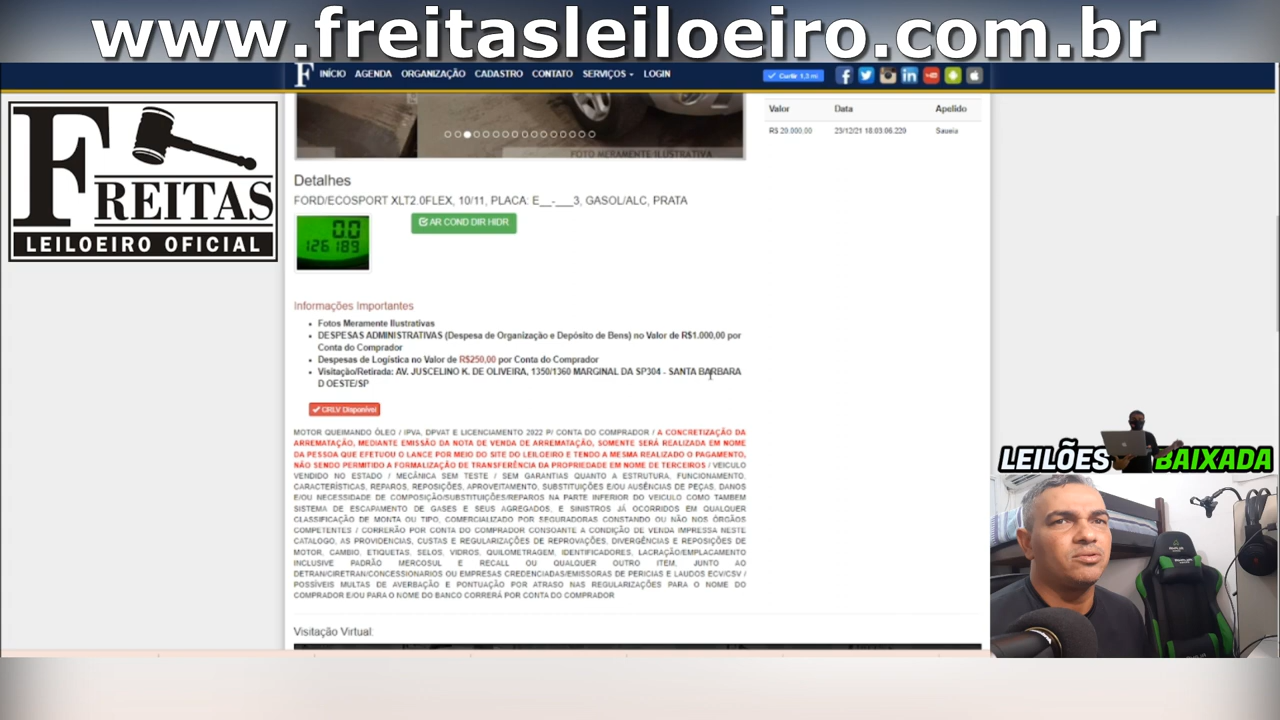 www.freitasleiloeiro.com.br
F INÍCIO AGENDA ORGANIZAÇÃO CADASTRO CONTATO SERVIÇOS LOGIN
Curtir 1,3 mi
FREITAS
LEILOEIRO OFICIAL
FOTO MERAMENTE ILUSTRATIVA
Valor Data Apelido
R$ 20.000,00 23/12/21 18.03.06.220 Saueia
Detalhes
FORD/ECOSPORT XLT2.0FLEX, 10/11, PLACA: E__-___3, GASOL/ALC, PRATA
0.0
126189
AR COND DIR HIDR
Informações Importantes
Fotos Meramente Ilustrativas
DESPESAS ADMINISTRATIVAS (Despesa de Organização e Depósito de Bens) no Valor de R$1.000,00 por
Conta do Comprador
Despesas de Logística no Valor de R$250,00 por Conta do Comprador
Visitação/Retirada: AV. JUSCELINO K. DE OLIVEIRA, 1350/1360 MARGINAL DA SP304 - SANTA BARBARA
D OESTE/SP
CRLV Disponível
MOTOR QUEIMANDO ÓLEO / IPVA, DPVAT E LICENCIAMENTO 2022 P/ CONTA DO COMPRADOR / A CONCRETIZAÇÃO DA
ARREMATAÇÃO, MEDIANTE EMISSÃO DA NOTA DE VENDA DE ARREMATAÇÃO, SOMENTE SERÁ REALIZADA EM NOME
DA PESSOA QUE EFETUOU O LANCE POR MEIO DO SITE DO LEILOEIRO E TENDO A MESMA REALIZADO O PAGAMENTO,
NÃO SENDO PERMITIDO A FORMALIZAÇÃO DE TRANSFERÊNCIA DA PROPRIEDADE EM NOME DE TERCEIROS / VEICULO
VENDIDO NO ESTADO / MECÂNICA SEM TESTE / SEM GARANTIAS QUANTO A ESTRUTURA, FUNCIONAMENTO,
CARACTERÍSTICAS, REPAROS, REPOSIÇÕES, APROVEITAMENTO, SUBSTITUIÇÕES E/OU AUSÊNCIAS DE PEÇAS, DANOS
E/OU NECESSIDADE DE COMPOSIÇÃO/SUBSTITUIÇÕES/REPAROS NA PARTE INFERIOR DO VEICULO COMO TAMBEM
SISTEMA DE ESCAPAMENTO DE GASES E SEUS AGREGADOS, E SINISTROS JÁ OCORRIDOS EM QUALQUER
CLASSIFICAÇÃO DE MONTA OU TIPO, COMERCIALIZADO POR SEGURADORAS CONSTANDO OU NÃO NOS ÓRGÃOS
COMPETENTES / CORRERÃO POR CONTA DO COMPRADOR CONSOANTE A CONDIÇÃO DE VENDA IMPRESSA NESTE
CATALOGO, AS PROVIDENCIAS, CUSTAS E REGULARIZAÇÕES DE REPROVAÇÕES, DIVERGÊNCIAS E REPOSIÇÕES DE
MOTOR, CAMBIO, ETIQUETAS, SELOS, VIDROS, QUILOMETRAGEM, IDENTIFICADORES, LACRAÇÃO/EMPLACAMENTO
INCLUSIVE PADRÃO MERCOSUL E RECALL OU QUALQUER OUTRO ITEM, JUNTO AO
DETRAN/CIRETRAN/CONCESSIONARIOS OU EMPRESAS CREDENCIADAS/EMISSORAS DE PERICIAS E LAUDOS ECV/CSV /
POSSÍVEIS MULTAS DE AVERBAÇÃO E PONTUAÇÃO POR ATRASO NAS REGULARIZAÇÕES PARA O NOME DO
COMPRADOR E/OU PARA O NOME DO BANCO CORRERÁ POR CONTA DO COMPRADOR
Visitação Virtual:
LEILÕES BAIXADA